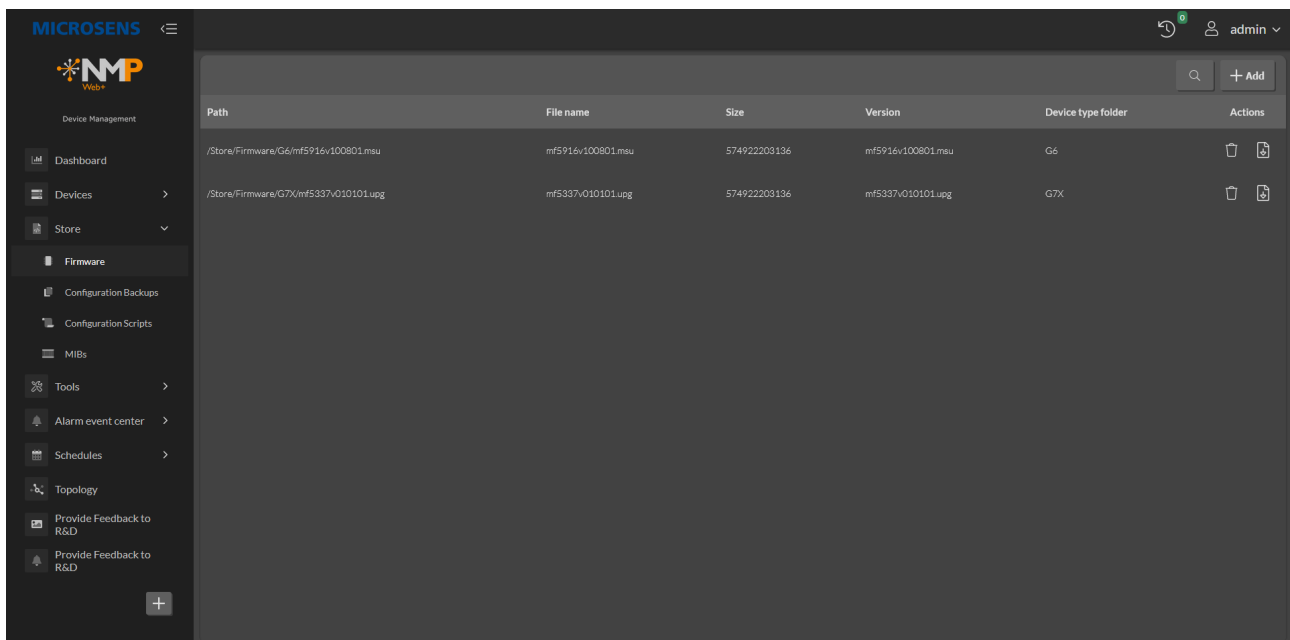 MICROSENS
0
admin
NMP
Web+
Device Management
Add
Path File name Size Version Device type folder Actions
/Store/Firmware/G6/mf5916v100801.msu mf5916v100801.msu 574922203136 mf5916v100801.msu G6
/Store/Firmware/G7X/mf5337v010101.upg mf5337v010101.upg 574922203136 mf5337v010101.upg G7X
Dashboard
Devices
Store
Firmware
Configuration Backups
Configuration Scripts
MIBs
Tools
Alarm event center
Schedules
Topology
Provide Feedback to
R&D
Provide Feedback to
R&D